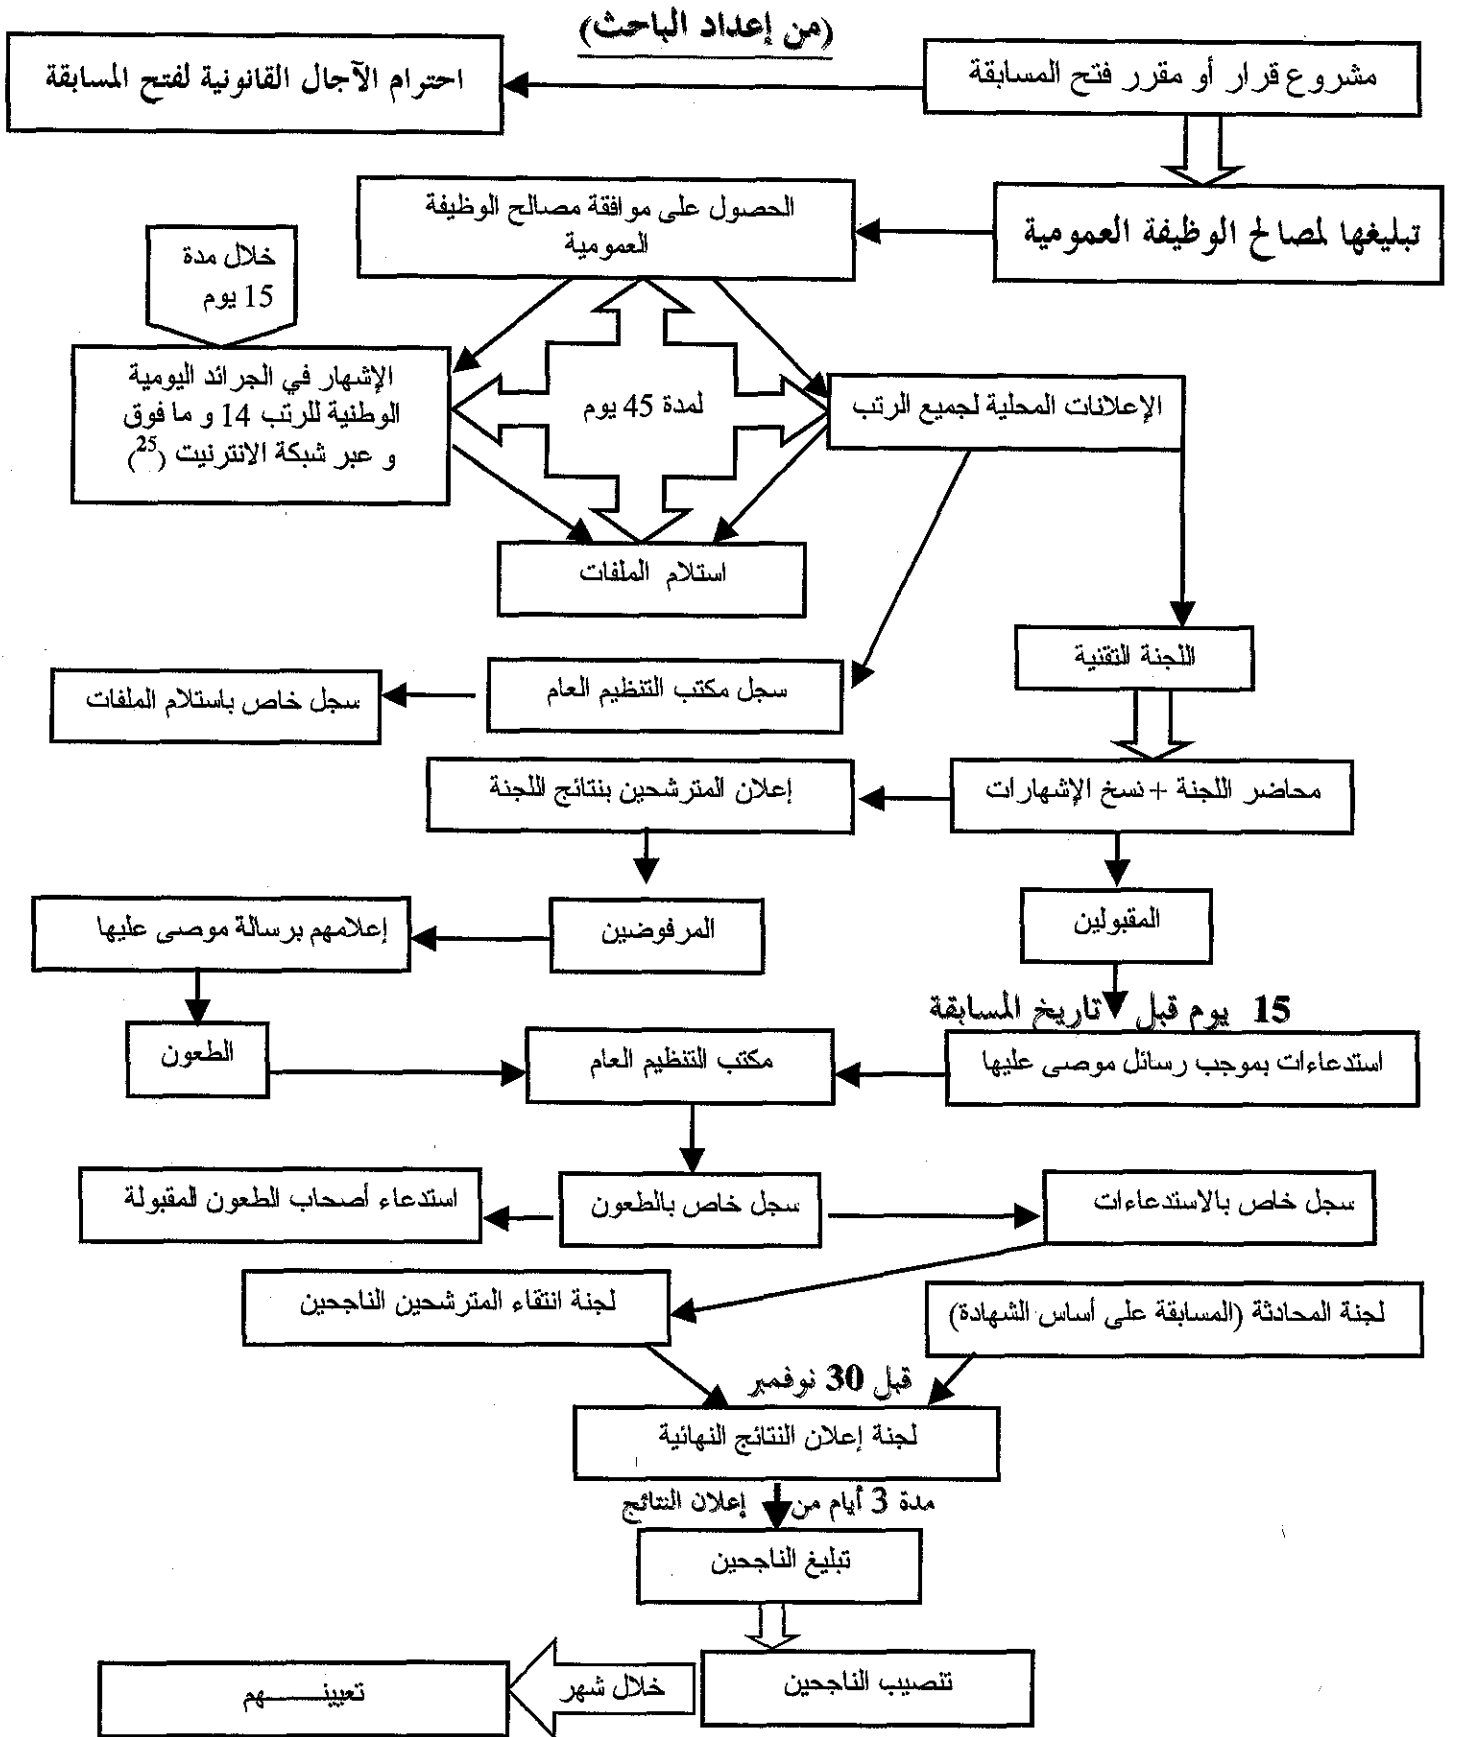 (من إعداد الباحث)
مشروع قرار أو مقرر فتح المسابقة
احترام الآجال القانونية لفتح المسابقة
تبليغها لمصالح الوظيفة العمومية
الحصول على موافقة مصالح الوظيفة
العمومية
خلال مدة
15 يوم
الإشهار في الجرائد اليومية
الوطنية للرتب 14 و ما فوق
و عبر شبكة الانترنيت (25)
لمدة 45 يوم
الإعلانات المحلية لجميع الرتب
استلام الملفات
اللجنة التقنية
سجل مكتب التنظيم العام
سجل خاص باستلام الملفات
محاضر اللجنة + نسخ الإشهارات
إعلان المترشحين بنتائج اللجنة
المقبولين
المرفوضين
إعلامهم برسالة موصى عليها
15 يوم قبل تاريخ المسابقة
الطعون
مكتب التنظيم العام
استدعاءات بموجب رسائل موصى عليها
سجل خاص بالاستدعاءات
سجل خاص بالطعون
استدعاء أصحاب الطعون المقبولة
لجنة انتقاء المترشحين الناجحين
لجنة المحادثة (المسابقة على أساس الشهادة)
قبل 30 نوفمبر
لجنة إعلان النتائج النهائية
مدة 3 أيام من إعلان النتائج
تبليغ الناجحين
تنصيب الناجحين
خلال شهر
تعيينـــــــهم